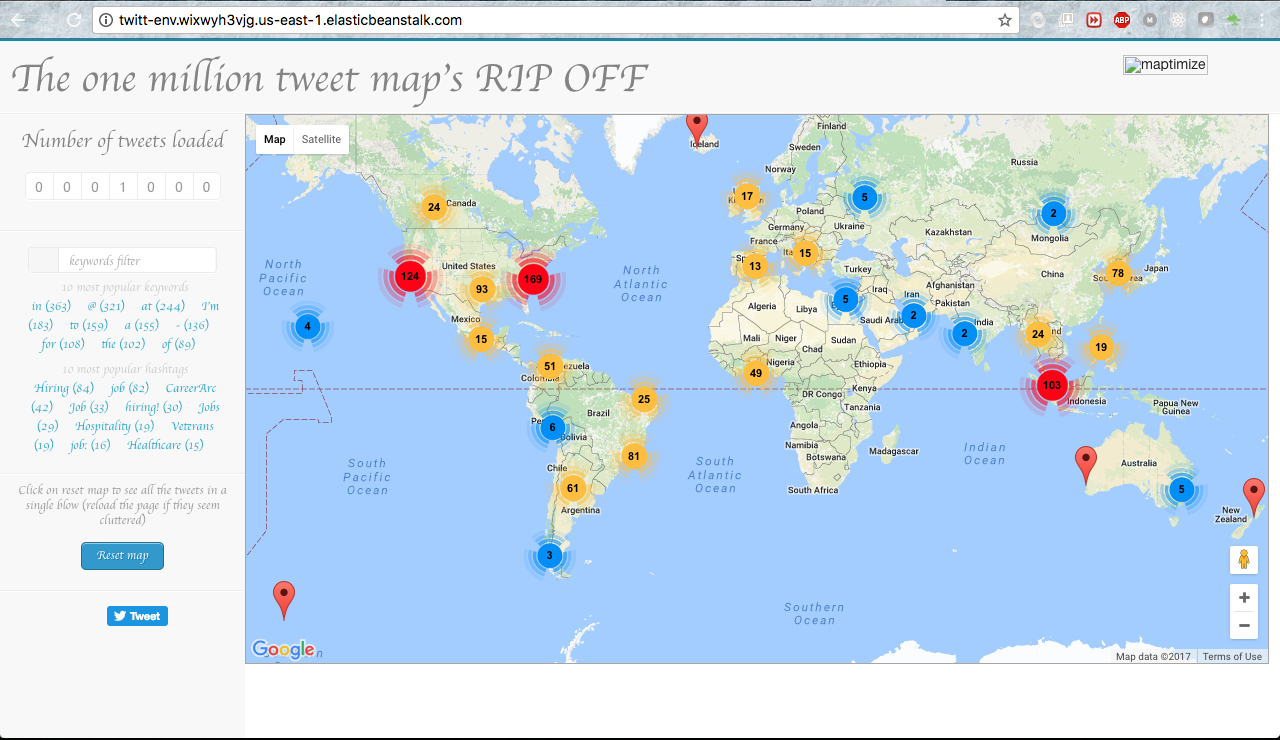 twitt-env.wixwyh3vjg.us-east-1.elasticbeanstalk.com
ABP
M
The one million tweet map's RIP OFF
maptimize
Number of tweets loaded
0 0 0 1 0 0 0
keywords filter
10 most popular keywords
in (363) @ (321) at (244) I'm
(183) to (159) a (155) - (136)
for (108) the (102) of (89)
10 most popular hashtags
Hiring (84) job (82) CareerArc
(42) Job (33) hiring! (30) Jobs
(29) Hospitality (19) Veterans
(19) job: (16) Healthcare (15)
Click on reset map to see all the tweets in a
single blow (reload the page if they seem
cluttered)
Reset map
Tweet
Map Satellite
Iceland
Finland
Sweden
Norway
Russia
24
Canada
17
5
2
Poland
Germany
Ukraine
Kazakhstan
Mongolia
France
15
13
Turkey
124
United States
169
93
North
Pacific
Ocean
North
Atlantic
Ocean
China
78
Japan
Afghanistan
Iraq
Iran
Pakistan
Algeria
Libya
5
2
2
India
4
Mexico
15
Mali
Niger
Chad
Sudan
24
19
51
49
Nigeria
Ethiopia
Kenya
103
Indonesia
25
DR Congo
Tanzania
Papua New
Guinea
Brazil
6
Bolivia
Angola
Namibia
Botswana
Madagascar
81
Chile
61
Argentina
South
Pacific
Ocean
South
Atlantic
Ocean
Indian
Ocean
South Africa
Australia
5
New
Zealand
3
Southern
Ocean
+
−
Google
Map data ©2017 Terms of Use